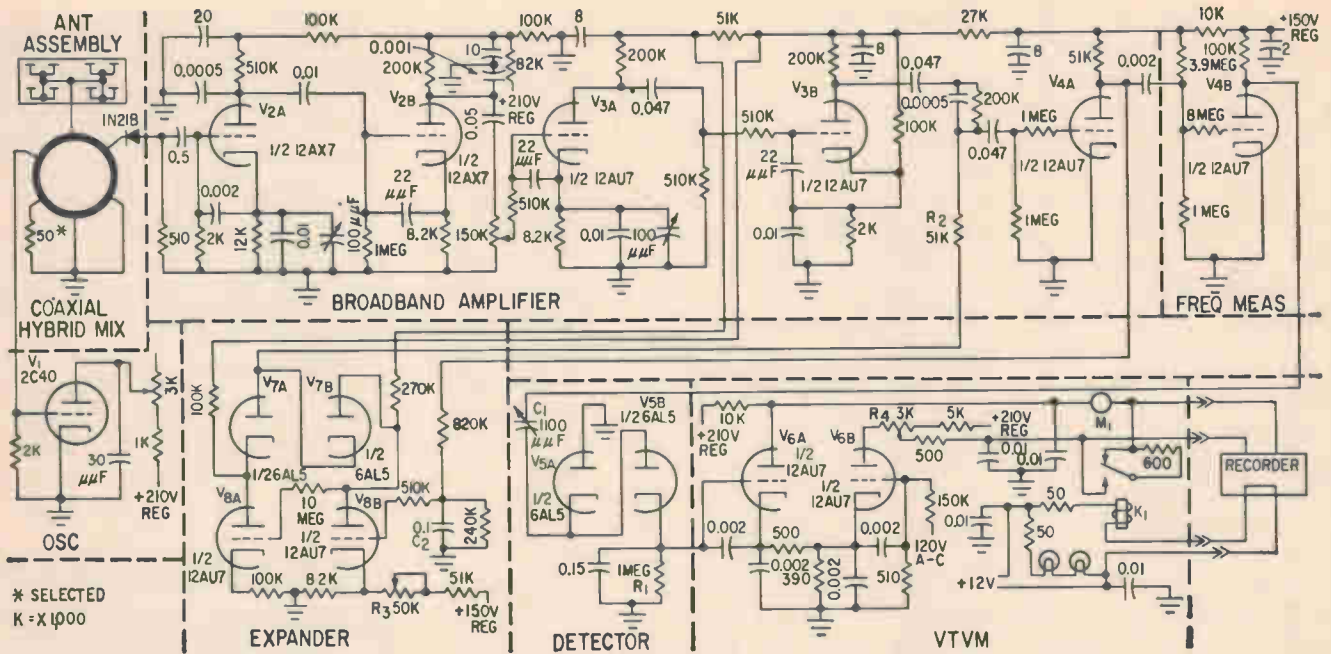 ANT
ASSEMBLY
20
100K
0.0005
510K
0.01
V2A
1N21B
0.5
1/2 12AX7
0.002
50*
510
2K
12K
0.01
100μμF
1MEG
COAXIAL
HYBRID MIX
0.001
10
200K
82K
V2B
+210V
REG
0.05
1/2
12AX7
22
μμF
8.2K
150K
100K
8
200K
V3A
0.047
22
μμF
1/2 12AU7
510K
8.2K
0.01
100
μμF
510K
BROADBAND AMPLIFIER
51K
200K
8
V3B
0.047
510K
22
μμF
1/2 12AU7
100K
0.01
2K
27K
8
0.0005
200K
1MEG
0.047
R2
51K
1MEG
51K
V4A
0.002
1/2 12AU7
10K
+150V
REG
100K
2
3.9MEG
V4B
8MEG
1/2 12AU7
1 MEG
FREQ MEAS
V1
2C40
3K
1K
2K
30
μμF
+210V
REG
OSC
* SELECTED
K = X1,000
100K
V7A
V7B
270K
820K
1/26AL5
1/2
6AL5
V8A
10
MEG
V8B
510K
1/2
12AU7
1/2
12AU7
0.1
C2
240K
100K
8.2K
R3 50K
51K
+150V
REG
EXPANDER
C1
1100
μμF
V5B
1/26AL5
V5A
1/2
6AL5
0.15
1MEG
R1
DETECTOR
10K
+210V
REG
V6A
1/2
12AU7
V6B
1/2
12AU7
R4 3K
5K
+210V
REG
500
0.01
0.01
M1
600
RECORDER
0.002
500
0.002
0.002
390
0.002
510
150K
120V
A-C
0.01
50
50
K1
+12V
0.01
VTVM